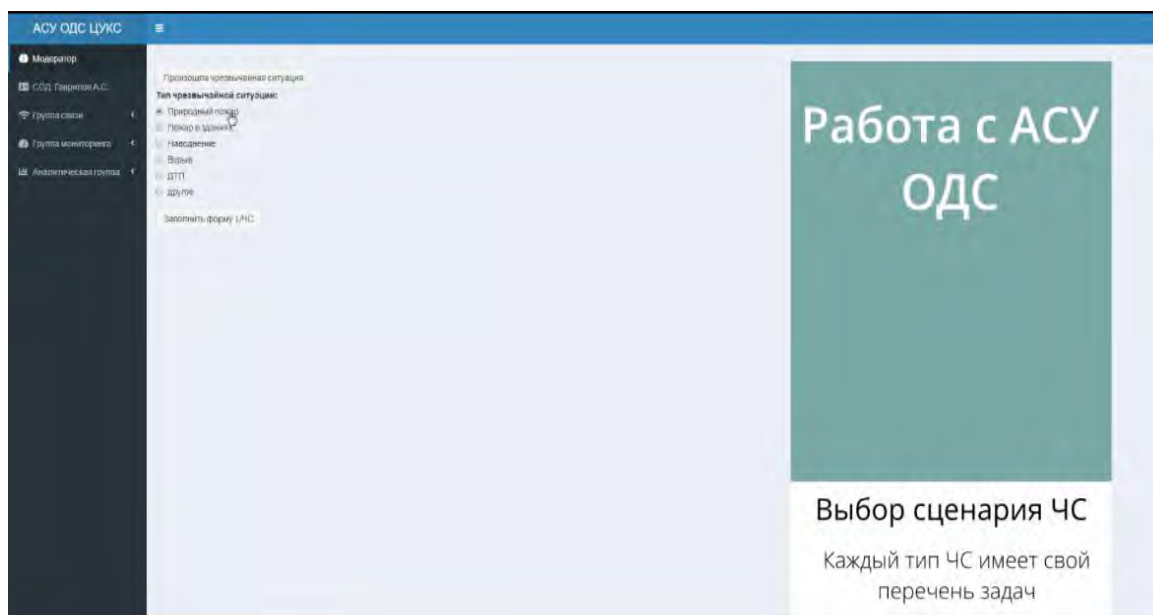 АСУ ОДС ЦУКС
Модератор
СОД: Гаврилов А.С.
Группа связи
Группа мониторинга
Аналитическая группа
Произошла чрезвычайная ситуация
Тип чрезвычайной ситуации:
Природный пожар
Пожар в зданиях
Наводнение
Взрыв
ДТП
другое
Заполнить форму 1/ЧС
Работа с АСУ
ОДС
Выбор сценария ЧС
Каждый тип ЧС имеет свой
перечень задач